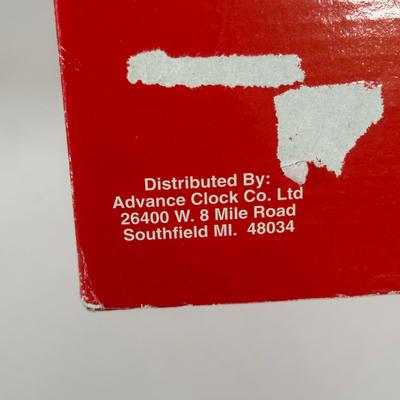 Distributed By:
Advance Clock Co. Ltd
26400 W. 8 Mile Road
Southfield MI. 48034